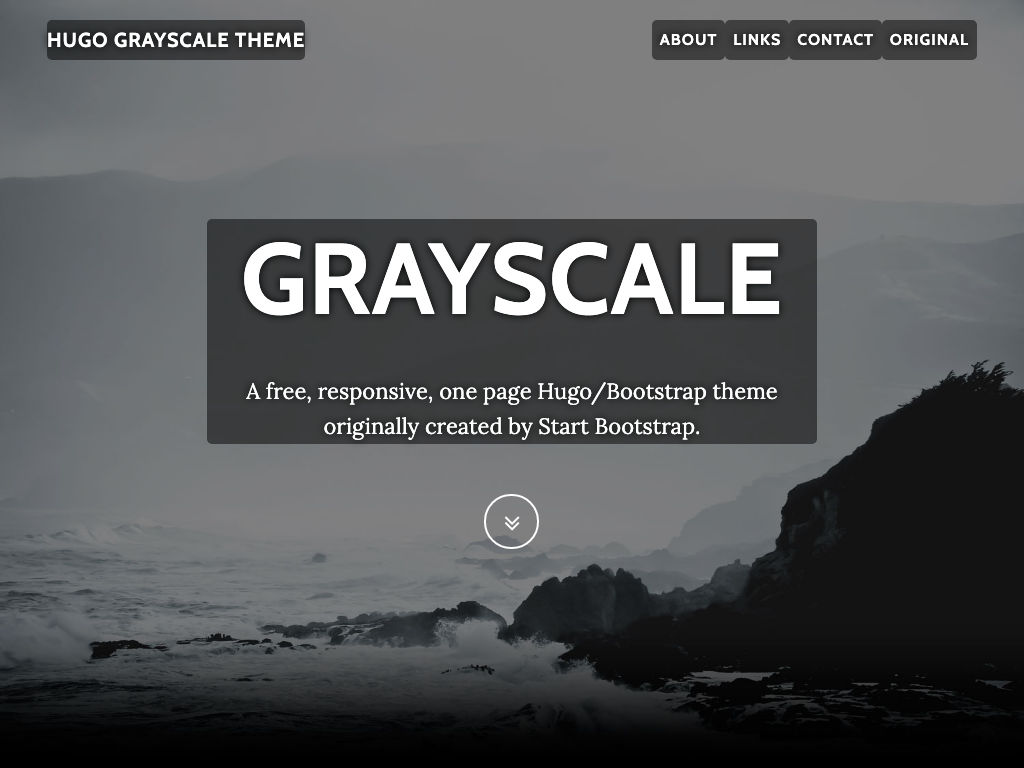 HUGO GRAYSCALE THEME
ABOUT LINKS CONTACT ORIGINAL
GRAYSCALE
A free, responsive, one page Hugo/Bootstrap theme
originally created by Start Bootstrap.